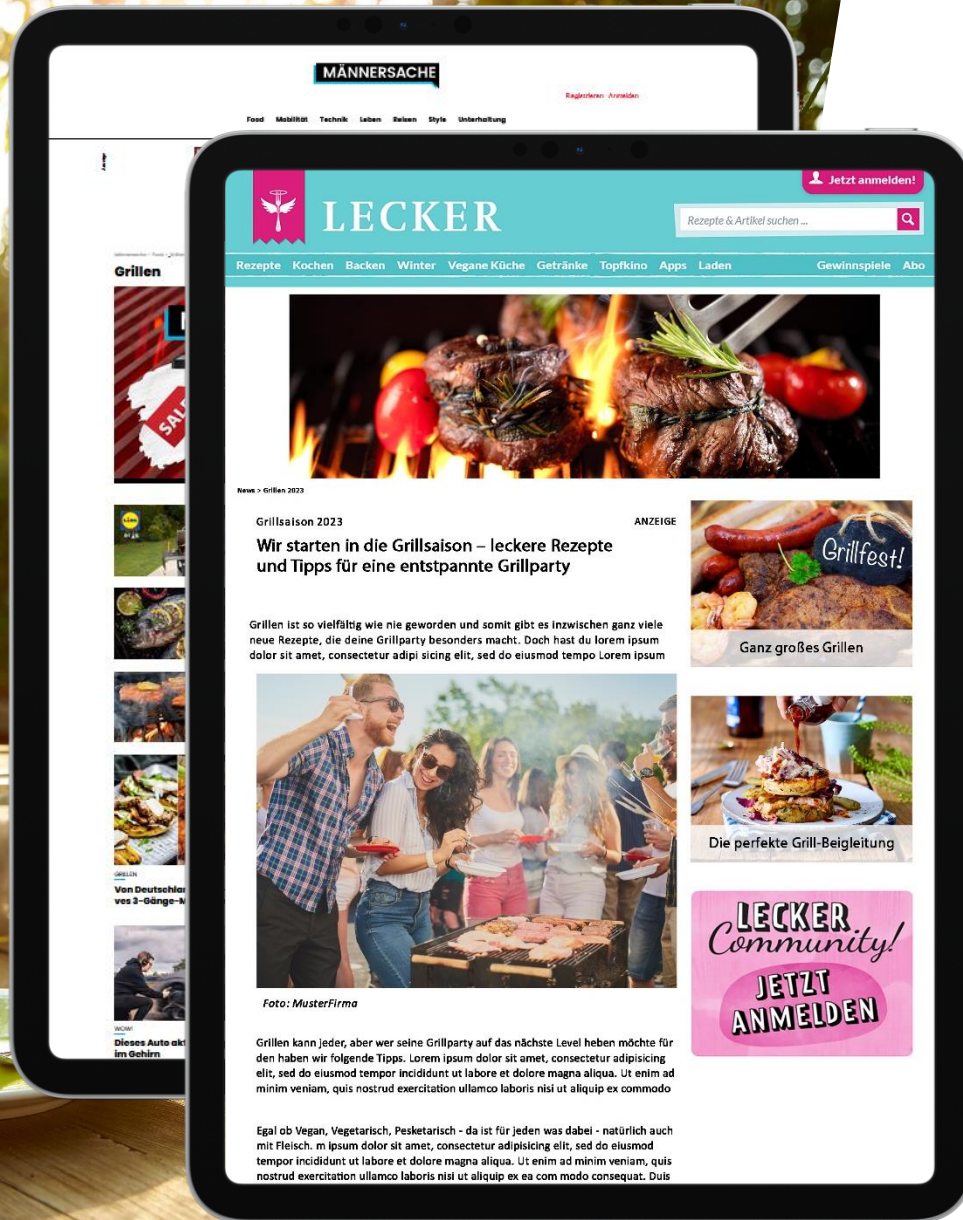 MÄNNERSACHE
Registrieren Anmelden
Food Mobilität Technik Leben Reisen Style Unterhaltung
Grillen
SALE
GRILLEN
Von Deutschlan
ves 3-Gänge-M
WOW!
Dieses Auto akt
im Gehirn
Jetzt anmelden!
LECKER
Rezepte & Artikel suchen ...
Rezepte Kochen Backen Winter Vegane Küche Getränke Topfkino Apps Laden Gewinnspiele Abo
News > Grillen 2023
Grillsaison 2023 ANZEIGE
Wir starten in die Grillsaison – leckere Rezepte
und Tipps für eine entstpannte Grillparty
Grillen ist so vielfältig wie nie geworden und somit gibt es inzwischen ganz viele
neue Rezepte, die deine Grillparty besonders macht. Doch hast du lorem ipsum
dolor sit amet, consectetur adipi sicing elit, sed do eiusmod tempo Lorem ipsum
Foto: MusterFirma
Grillen kann jeder, aber wer seine Grillparty auf das nächste Level heben möchte für
den haben wir folgende Tipps. Lorem ipsum dolor sit amet, consectetur adipisicing
elit, sed do eiusmod tempor incididunt ut labore et dolore magna aliqua. Ut enim ad
minim veniam, quis nostrud exercitation ullamco laboris nisi ut aliquip ex commodo
Egal ob Vegan, Vegetarisch, Pesketarisch - da ist für jeden was dabei - natürlich auch
mit Fleisch. m ipsum dolor sit amet, consectetur adipisicing elit, sed do eiusmod
tempor incididunt ut labore et dolore magna aliqua. Ut enim ad minim veniam, quis
nostrud exercitation ullamco laboris nisi ut aliquip ex ea com modo consequat. Duis
Grillfest!
Ganz großes Grillen
Die perfekte Grill-Beigleitung
LECKER
Community!
JETZT
ANMELDEN